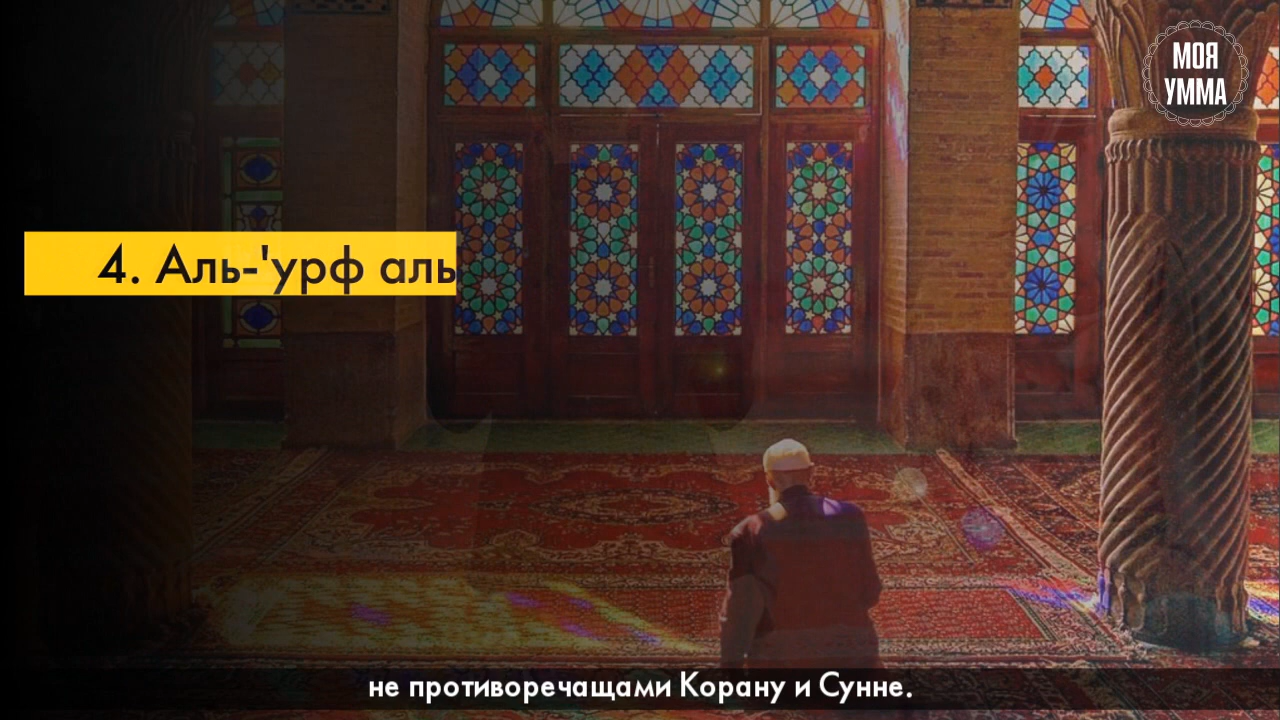 МОЯ
УММА
4. Аль-'урф аль
не противоречащами Корану и Сунне.